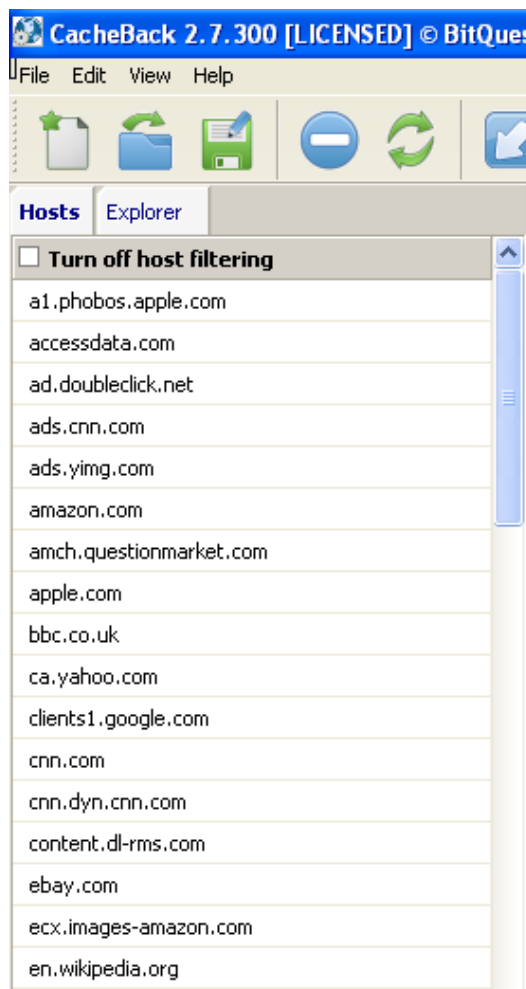 CacheBack 2.7.300 [LICENSED] © BitQues
File Edit View Help
Hosts Explorer
Turn off host filtering
a1.phobos.apple.com
accessdata.com
ad.doubleclick.net
ads.cnn.com
ads.yimg.com
amazon.com
amch.questionmarket.com
apple.com
bbc.co.uk
ca.yahoo.com
clients1.google.com
cnn.com
cnn.dyn.cnn.com
content.dl-rms.com
ebay.com
ecx.images-amazon.com
en.wikipedia.org